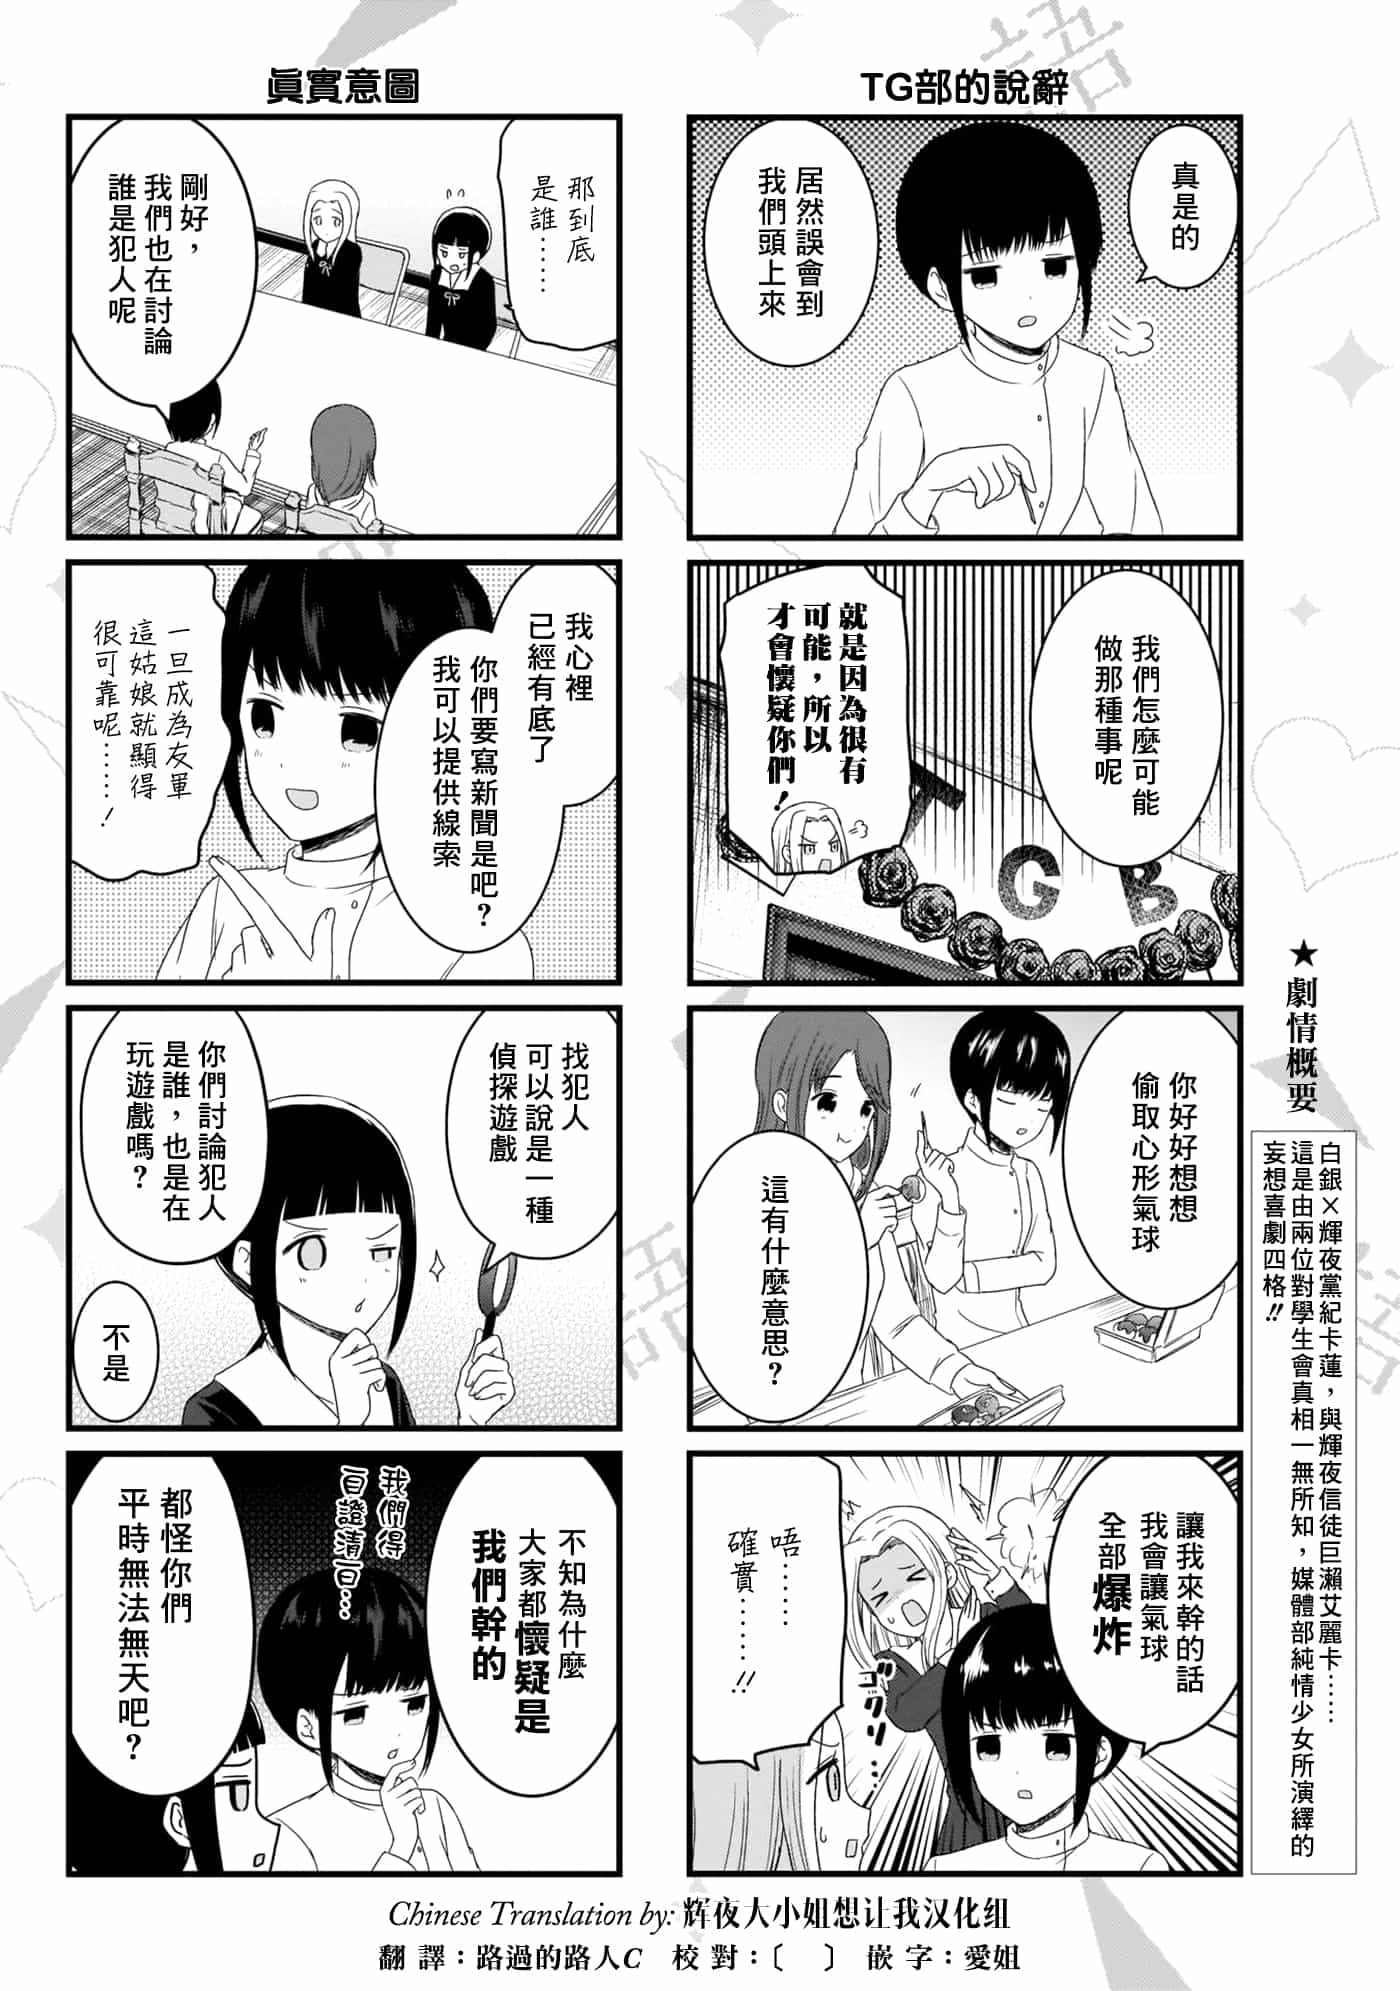 TG部的說辭
真是的
居然誤會到
我們頭上來
我們怎麼可能
做那種事呢
就是因為很有
可能，所以
才會懷疑你們！
T
G
B
你好好想想
偷取心形氣球
這有什麼意思？
讓我來幹的話
我會讓氣球
全部爆炸
唔……
確實………!!
ゴクリ
眞實意圖
那到底
是誰……
剛好，
我們也在討論
誰是犯人呢
我心裡
已經有底了
你們要寫新聞是吧？
我可以提供線索
一旦成為友軍
這姑娘就顯得
很可靠呢……！
找犯人
可以說是一種
偵探遊戲
你們討論犯人
是誰，也是在
玩遊戲嗎？
不是
不知為什麼
大家都懷疑是
我們幹的
我們得
自證清白…
都怪你們
平時無法無天吧？
★劇情概要
白銀×輝夜黨紀卡蓮，與輝夜信徒巨瀨艾麗卡……
這是由兩位對學生會真相一無所知，媒體部純情少女所演繹的
妄想喜劇四格!!
Chinese Translation by: 辉夜大小姐想让我汉化组
翻譯：路過的路人C 校對：〔 〕 嵌字：愛姐